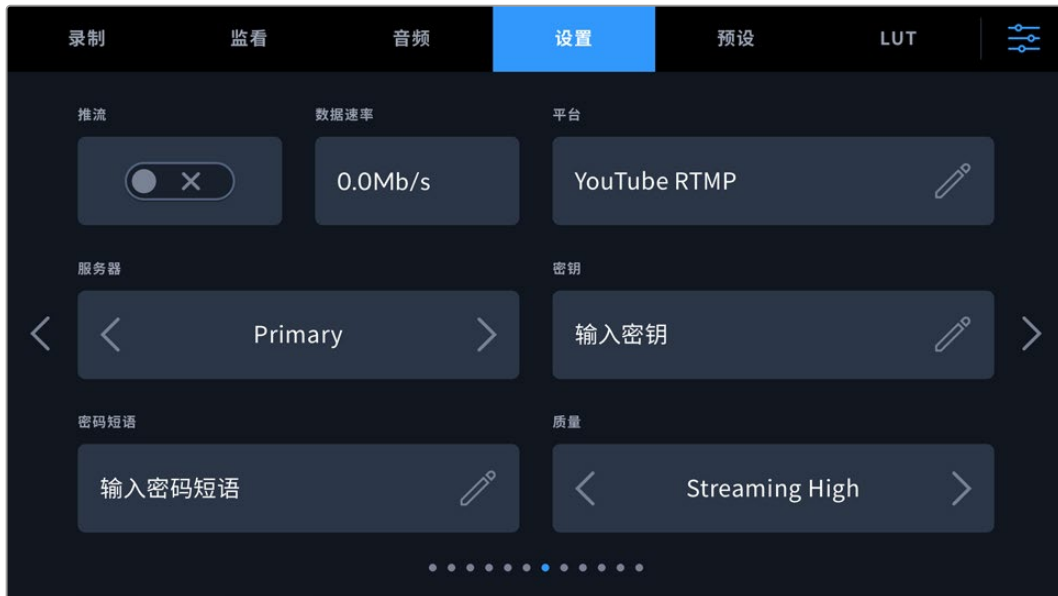 录制 监看 音频 设置 预设 LUT
推流 数据速率 平台
0.0Mb/s YouTube RTMP
服务器 密钥
Primary 输入密钥
密码短语 质量
输入密码短语 Streaming High